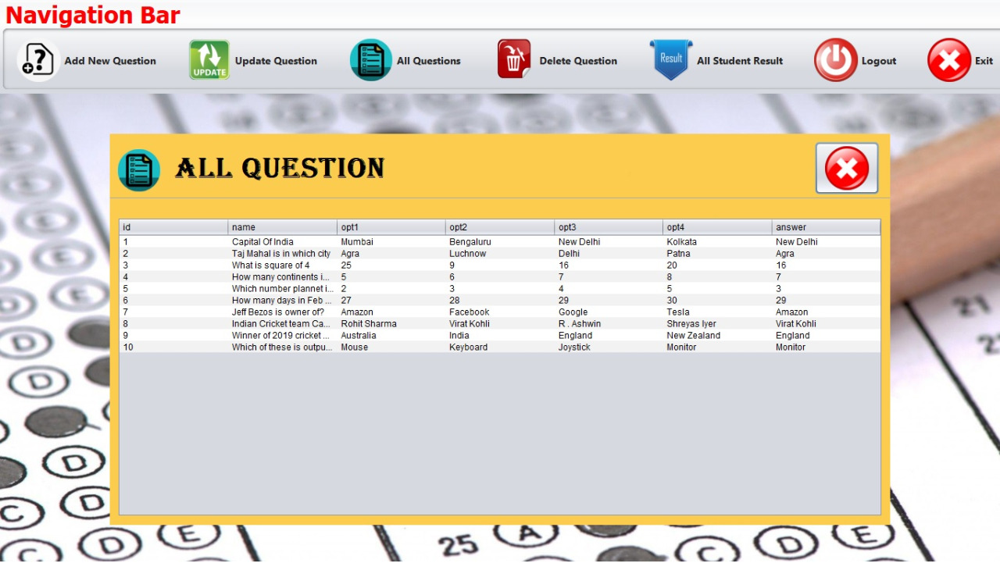 Navigation Bar
Add New Question UPDATE Update Question All Questions Delete Question Result All Student Result Logout Exit
ALL QUESTION
id name opt1 opt2 opt3 opt4 answer
1 Capital Of India Mumbai Bengaluru New Delhi Kolkata New Delhi
2 Taj Mahal is in which city Agra Luchnow Delhi Patna Agra
3 What is square of 4 25 9 16 20 16
4 How many continents i... 5 6 7 8 7
5 Which number plannet i... 2 3 4 5 3
6 How many days in Feb ... 27 28 29 30 29
7 Jeff Bezos is owner of? Amazon Facebook Google Tesla Amazon
8 Indian Cricket team Ca... Rohit Sharma Virat Kohli R . Ashwin Shreyas Iyer Virat Kohli
9 Winner of 2019 cricket ... Australia India England New Zealand England
10 Which of these is outpu... Mouse Keyboard Joystick Monitor Monitor
E
D
D
D
D
C D
C D E 25 A C D E
21